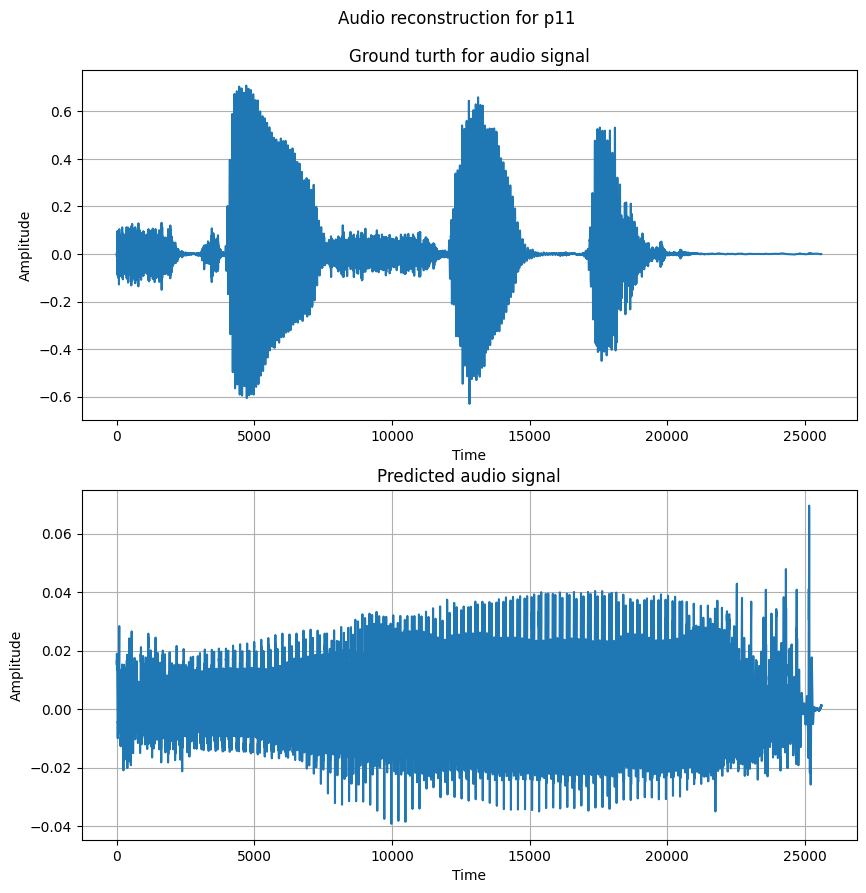 Audio reconstruction for p11
Ground turth for audio signal
0.6
0.4
0.2
0.0
−0.2
−0.4
−0.6
Amplitude
0 5000 10000 15000 20000 25000
Time
Predicted audio signal
0.06
0.04
0.02
0.00
−0.02
−0.04
Amplitude
0 5000 10000 15000 20000 25000
Time